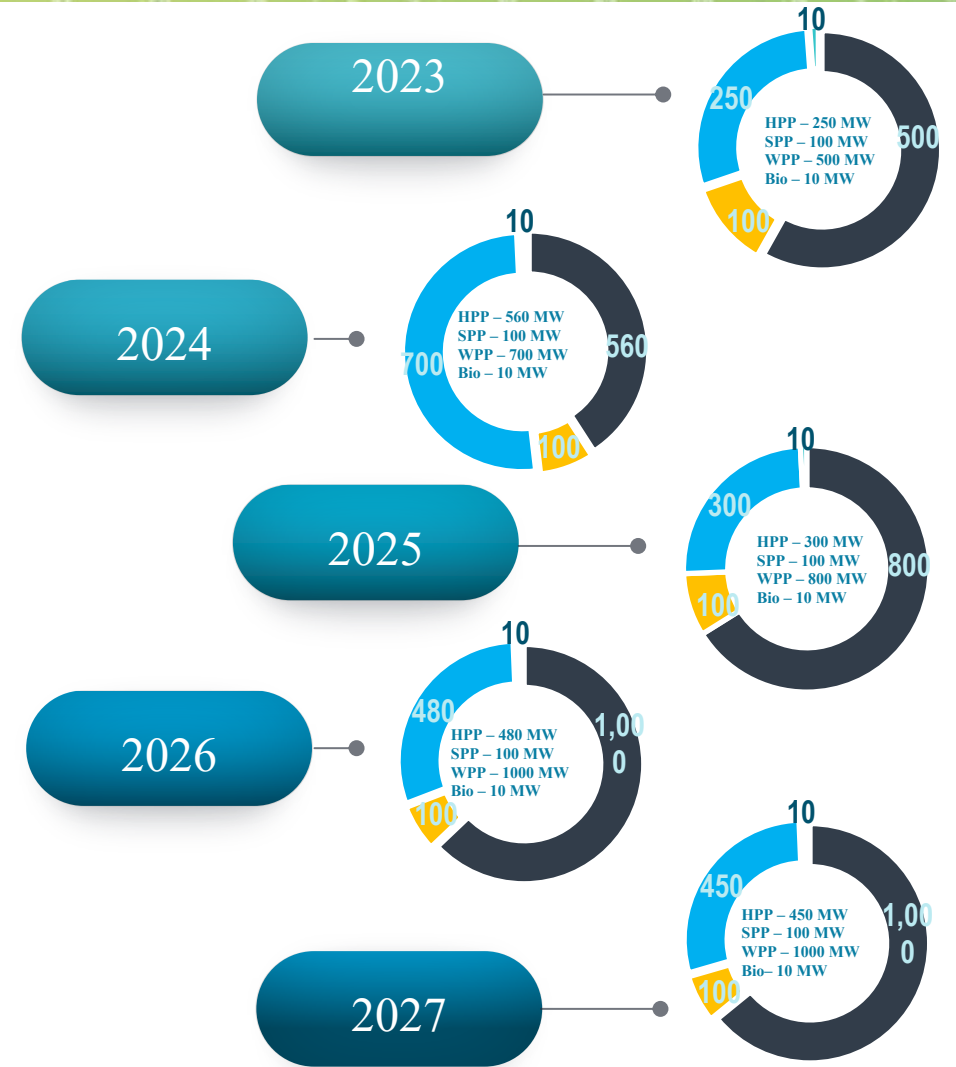 2023
10
250
500
100
HPP – 250 MW
SPP – 100 MW
WPP – 500 MW
Bio – 10 MW
2024
10
700
560
100
HPP – 560 MW
SPP – 100 MW
WPP – 700 MW
Bio – 10 MW
2025
10
300
800
100
HPP – 300 MW
SPP – 100 MW
WPP – 800 MW
Bio – 10 MW
2026
10
480
1,00
0
100
HPP – 480 MW
SPP – 100 MW
WPP – 1000 MW
Bio – 10 MW
2027
10
450
1,00
0
100
HPP – 450 MW
SPP – 100 MW
WPP – 1000 MW
Bio– 10 MW